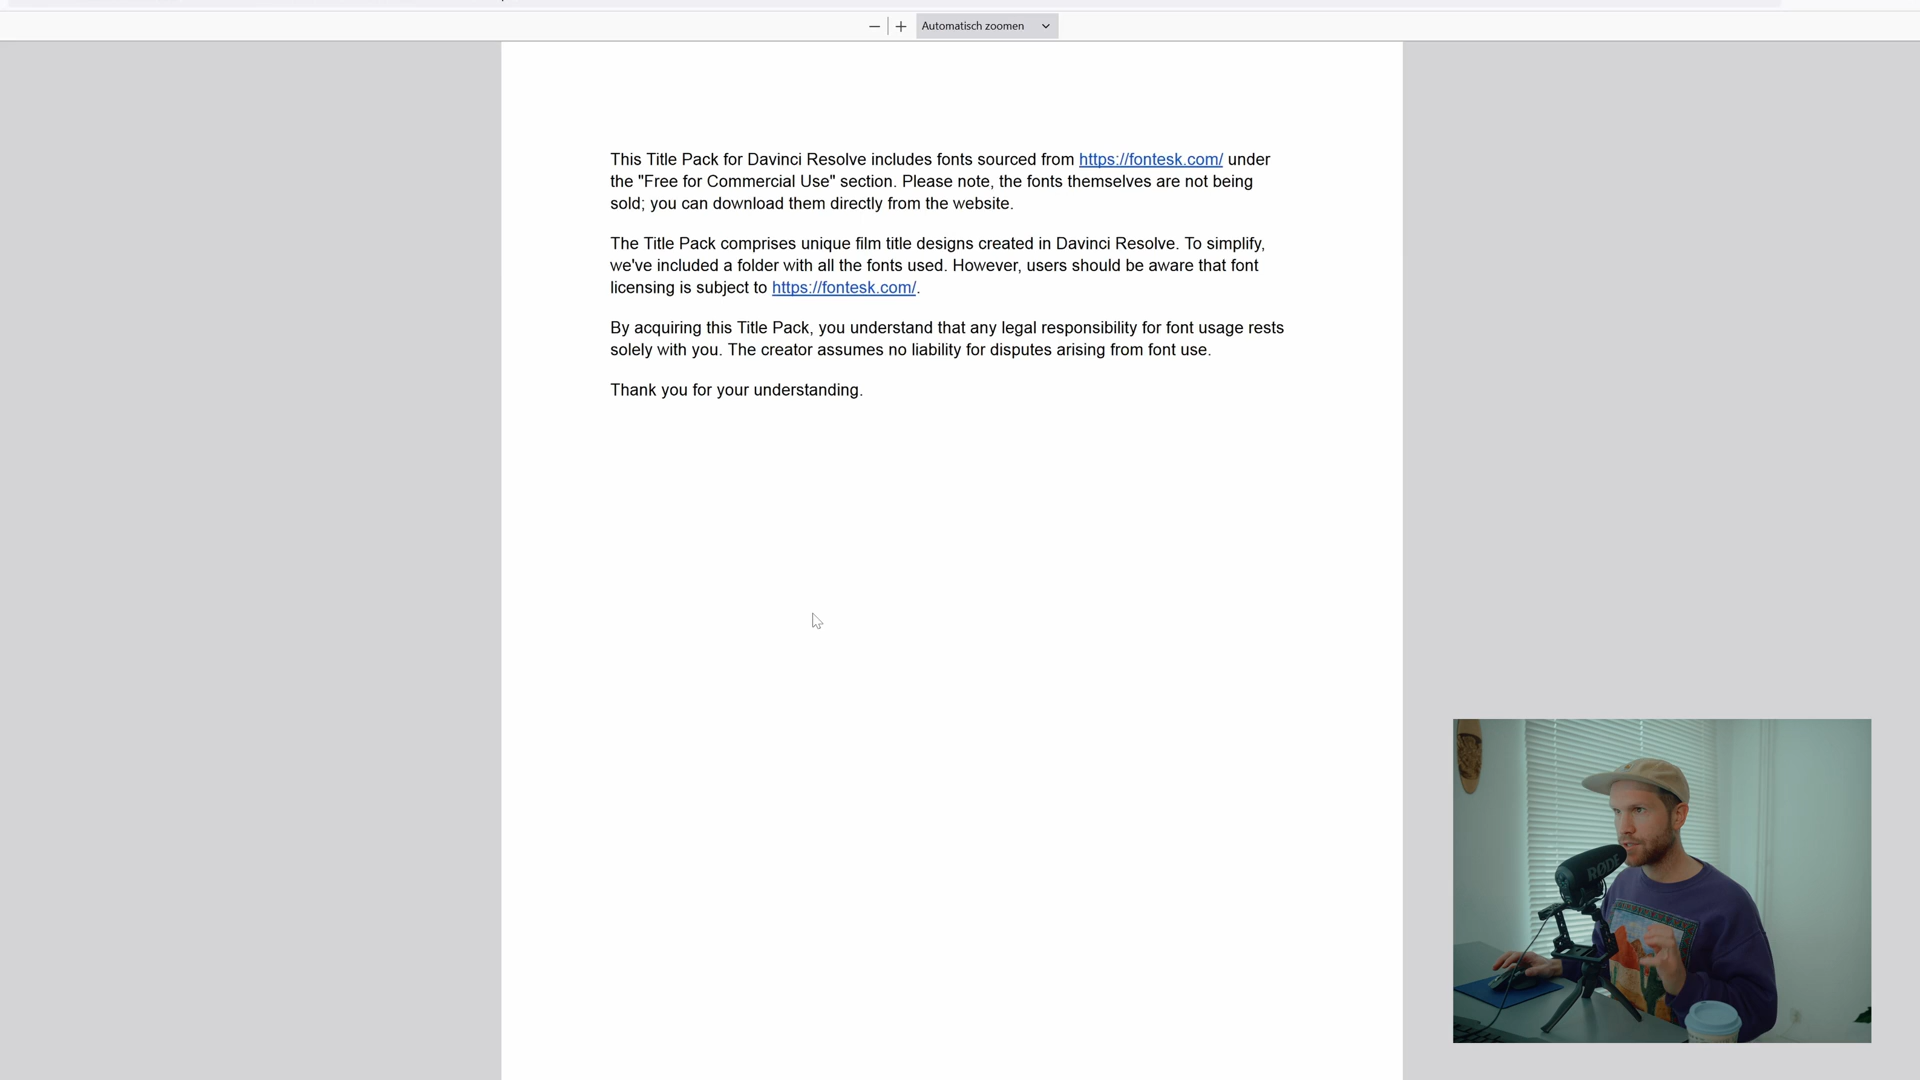 Automatisch zoomen
This Title Pack for Davinci Resolve includes fonts sourced from https://fontesk.com/ under
the "Free for Commercial Use" section. Please note, the fonts themselves are not being
sold; you can download them directly from the website.
The Title Pack comprises unique film title designs created in Davinci Resolve. To simplify,
we've included a folder with all the fonts used. However, users should be aware that font
licensing is subject to https://fontesk.com/.
By acquiring this Title Pack, you understand that any legal responsibility for font usage rests
solely with you. The creator assumes no liability for disputes arising from font use.
Thank you for your understanding.
RØDE